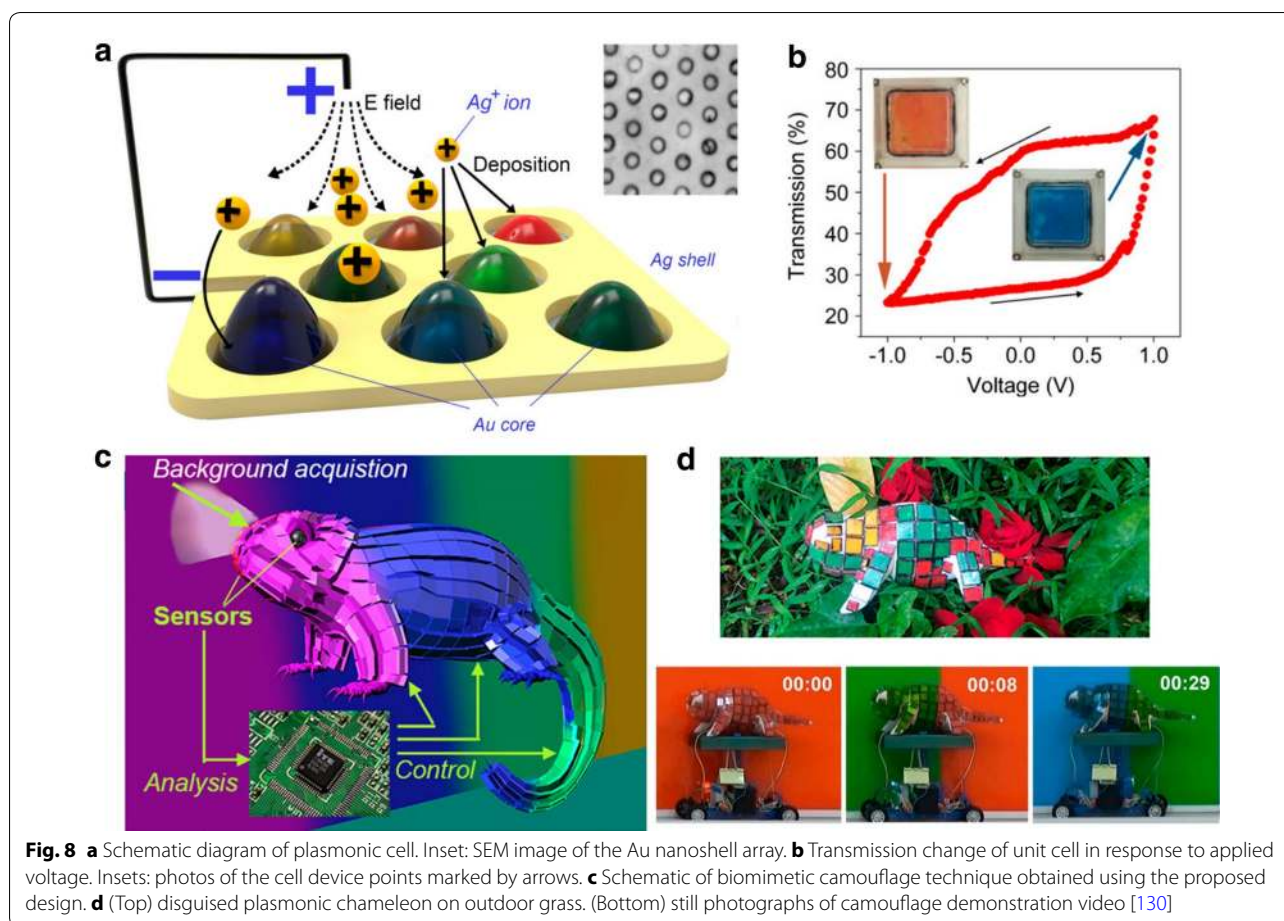 a
+
E field
Ag+ ion
Deposition
Ag shell
Au core
b
80
70
60
50
40
30
20
Transmission (%)
-1.0 -0.5 0.0 0.5 1.0
Voltage (V)
c
Background acquistion
Sensors
Analysis
Control
d
00:00
00:08
00:29
Fig. 8 a Schematic diagram of plasmonic cell. Inset: SEM image of the Au nanoshell array. b Transmission change of unit cell in response to applied
voltage. Insets: photos of the cell device points marked by arrows. c Schematic of biomimetic camouflage technique obtained using the proposed
design. d (Top) disguised plasmonic chameleon on outdoor grass. (Bottom) still photographs of camouflage demonstration video [130]